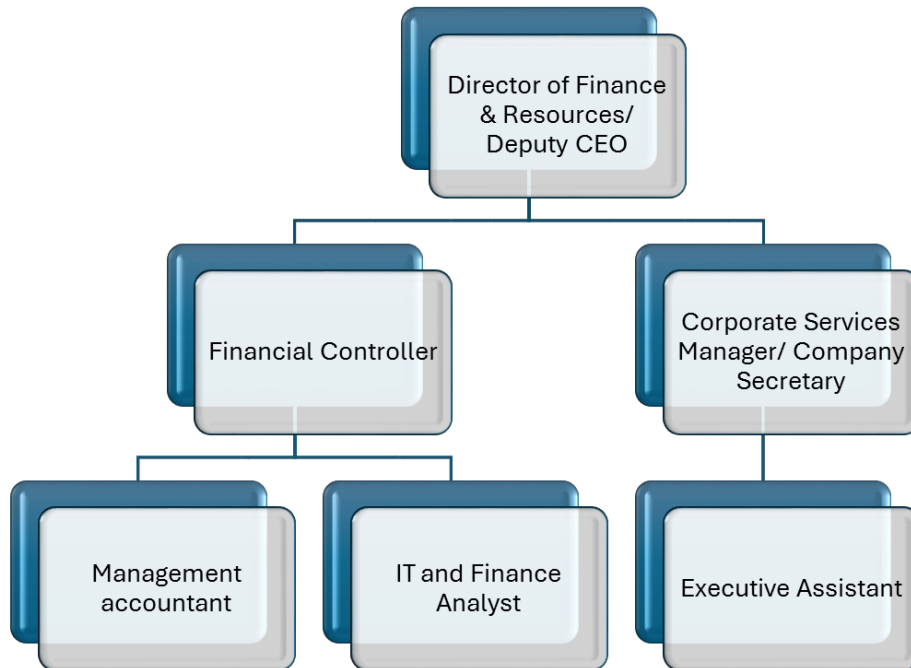 Director of Finance
& Resources/
Deputy CEO
Financial Controller
Corporate Services
Manager/ Company
Secretary
Management
accountant
IT and Finance
Analyst
Executive Assistant